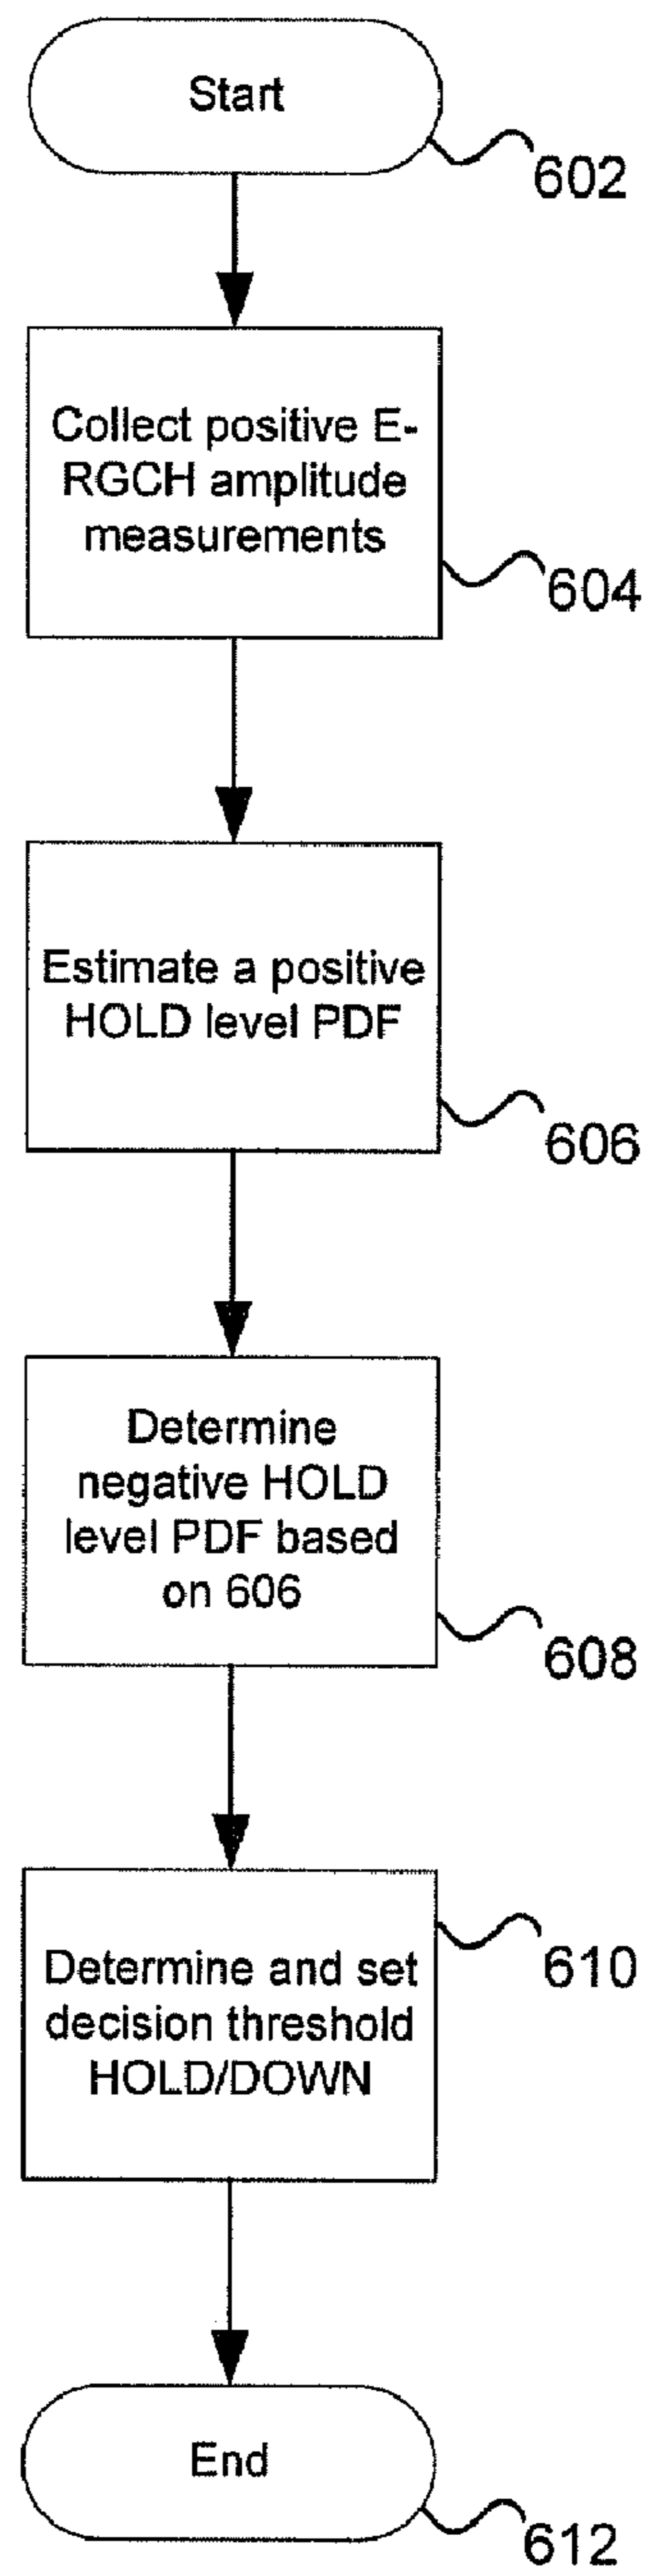 Start
602
Collect positive E-
RGCH amplitude
measurements
604
Estimate a positive
HOLD level PDF
606
Determine
negative HOLD
level PDF based
on 606
608
610
Determine and set
decision threshold
HOLD/DOWN
End
612